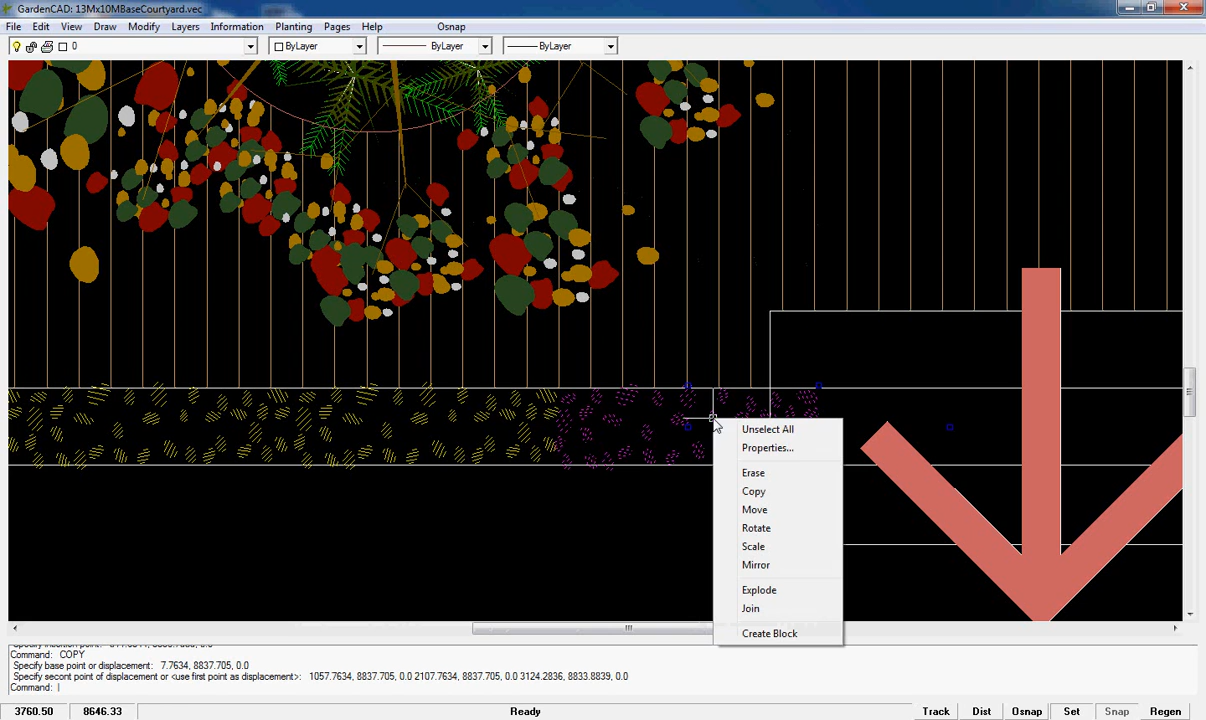 GardenCAD: 13Mx10MBaseCourtyard.vec
File Edit View Draw Modify Layers Information Planting Pages Help Osnap
0 ByLayer ByLayer ByLayer
Unselect All
Properties...
Erase
Copy
Move
Rotate
Scale
Mirror
Explode
Join
Create Block
Command: COPY
Specify base point or displacement: 7.7634, 8837.705, 0.0
Specify secont point of displacement or <use first point as displacement>: 1057.7634, 8837.705, 0.0 2107.7634, 8837.705, 0.0 3124.2836, 8833.8839, 0.0
Command:
3760.50 8646.33 Ready Track Dist Osnap Set Snap Regen